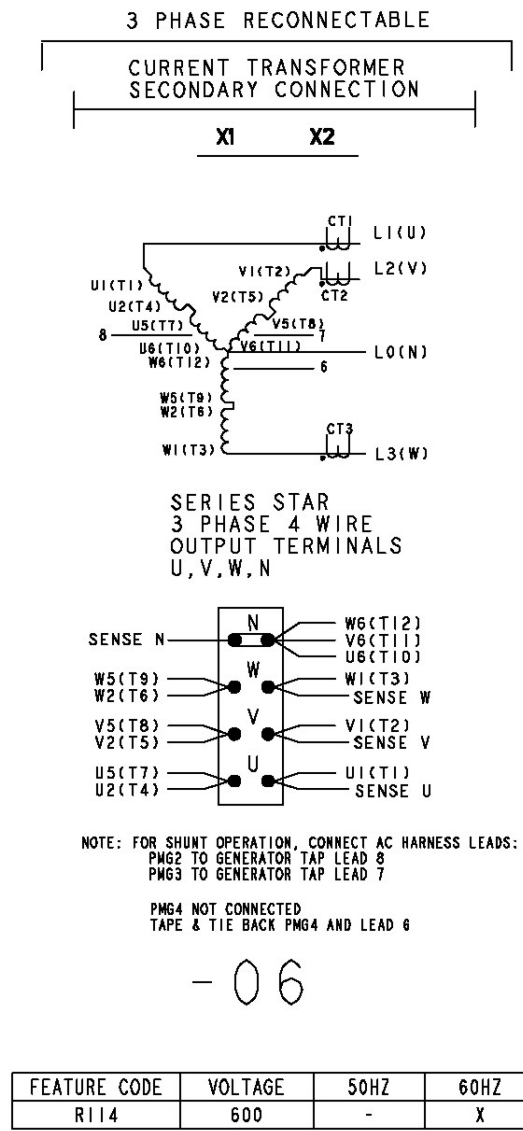 3 PHASE RECONNECTABLE
CURRENT TRANSFORMER
SECONDARY CONNECTION
X1 X2
CT1
L1(U)
V1(T2)
L2(V)
U1(T1)
CT2
V2(T5)
U2(T4)
U5(T7)
V5(T8)
8
7
U6(T10)
V6(T11)
L0(N)
W6(T12)
6
W5(T9)
W2(T6)
CT3
W1(T3)
L3(W)
SERIES STAR
3 PHASE 4 WIRE
OUTPUT TERMINALS
U,V,W,N
N
W6(T12)
SENSE N
V6(T11)
U6(T10)
W
W5(T9)
W1(T3)
W2(T6)
SENSE W
V
V5(T8)
V1(T2)
V2(T5)
SENSE V
U
U5(T7)
U1(T1)
U2(T4)
SENSE U
NOTE: FOR SHUNT OPERATION, CONNECT AC HARNESS LEADS:
PMG2 TO GENERATOR TAP LEAD 8
PMG3 TO GENERATOR TAP LEAD 7
PMG4 NOT CONNECTED
TAPE & TIE BACK PMG4 AND LEAD 6
-06
FEATURE CODE VOLTAGE 50HZ 60HZ
R114 600 - X